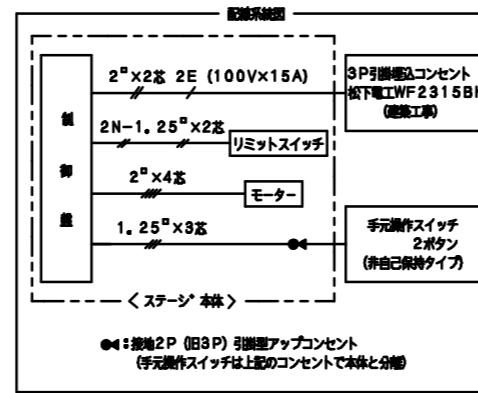 配線系統図
2□×2芯 2E (100V×15A)
3P引掛埋込コンセント
松下電工WF2315BK
(建築工事)
制御盤
2N-1.25□×2芯
リミットスイッチ
2□×4芯
モーター
1.25□×3芯
手元操作スイッチ
2ボタン
(非自己保持タイプ)
〈ステージ本体〉
:接地2P (旧3P) 引掛型アップコンセント
(手元操作スイッチは上記のコンセントで本体と分離)